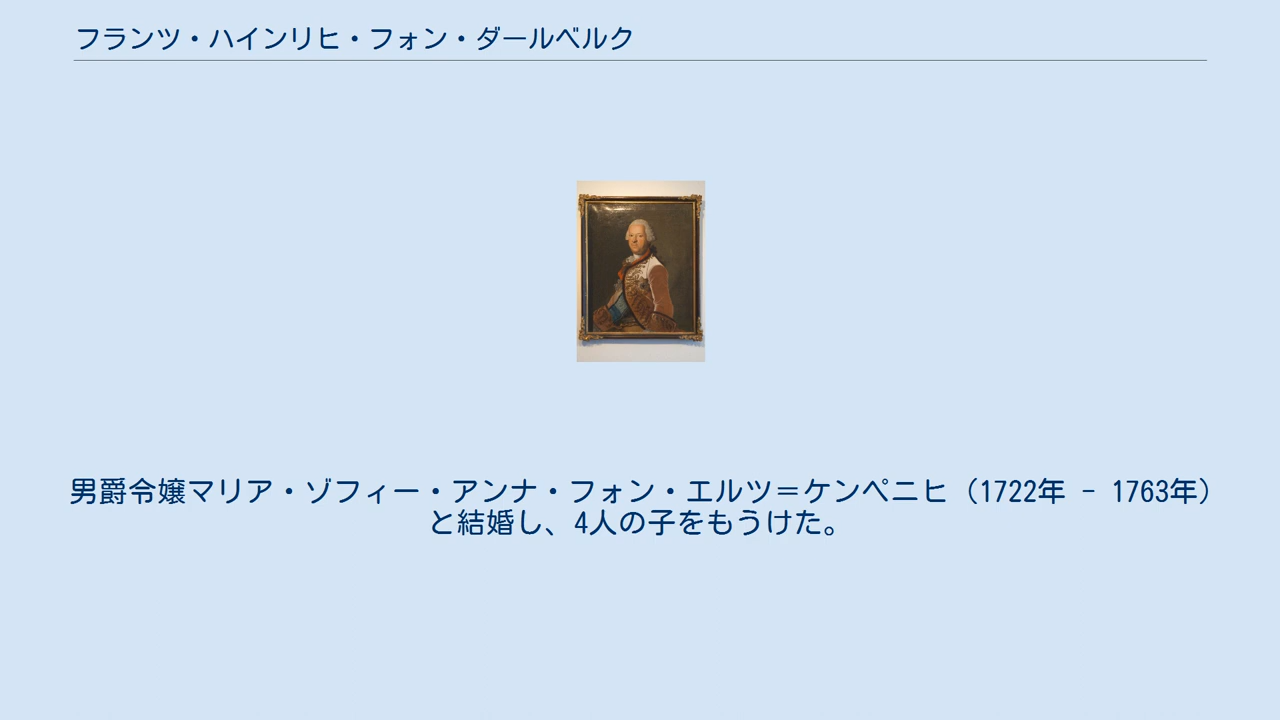 フランツ・ハインリヒ・フォン・ダールベルク
男爵令嬢マリア・ゾフィー・アンナ・フォン・エルツ＝ケンペニヒ（1722年 - 1763年）
と結婚し、4人の子をもうけた。